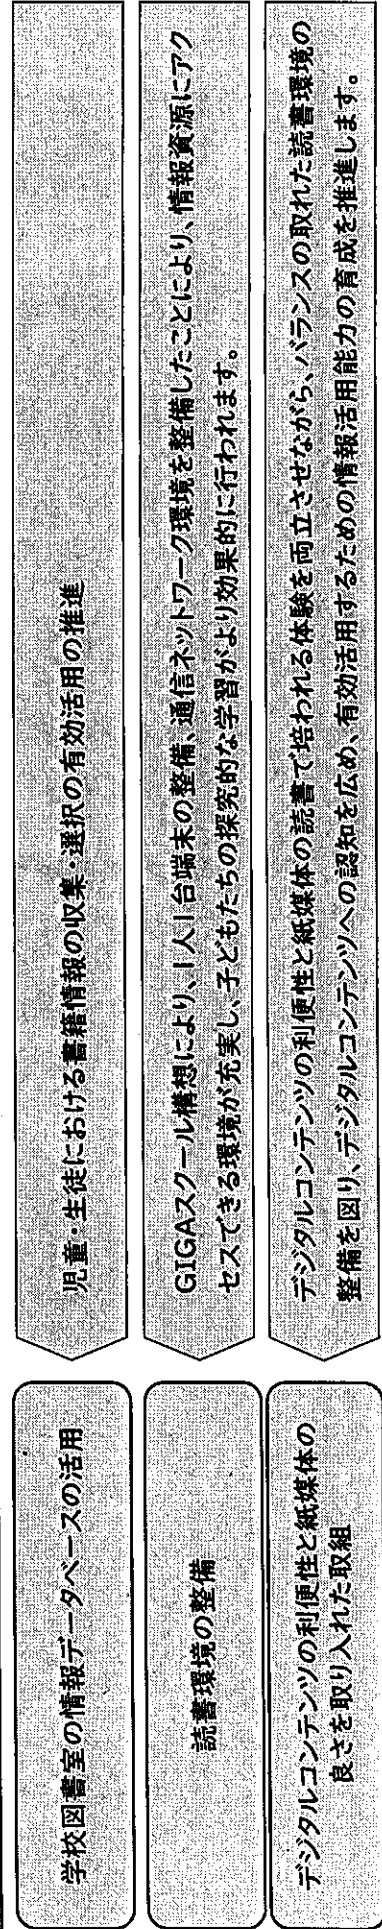 学校図書室の情報データベースの活用
児童・生徒における書籍情報の収集・選択の有効活用の推進
読書環境の整備
GIGAスクール構想により、1人1台端末の整備、通信ネットワーク環境を整備したことにより、情報資源にアク
セスできる環境が充実し、子どもたちの探究的な学習がより効果的に行われます。
デジタルコンテンツの利便性と紙媒体の
良さを取り入れた取組
デジタルコンテンツの利便性と紙媒体の読書で培われる体験を両立させながら、バランスの取れた読書環境の
整備を図り、デジタルコンテンツへの認知を広め、有効活用するための情報活用能力の育成を推進します。